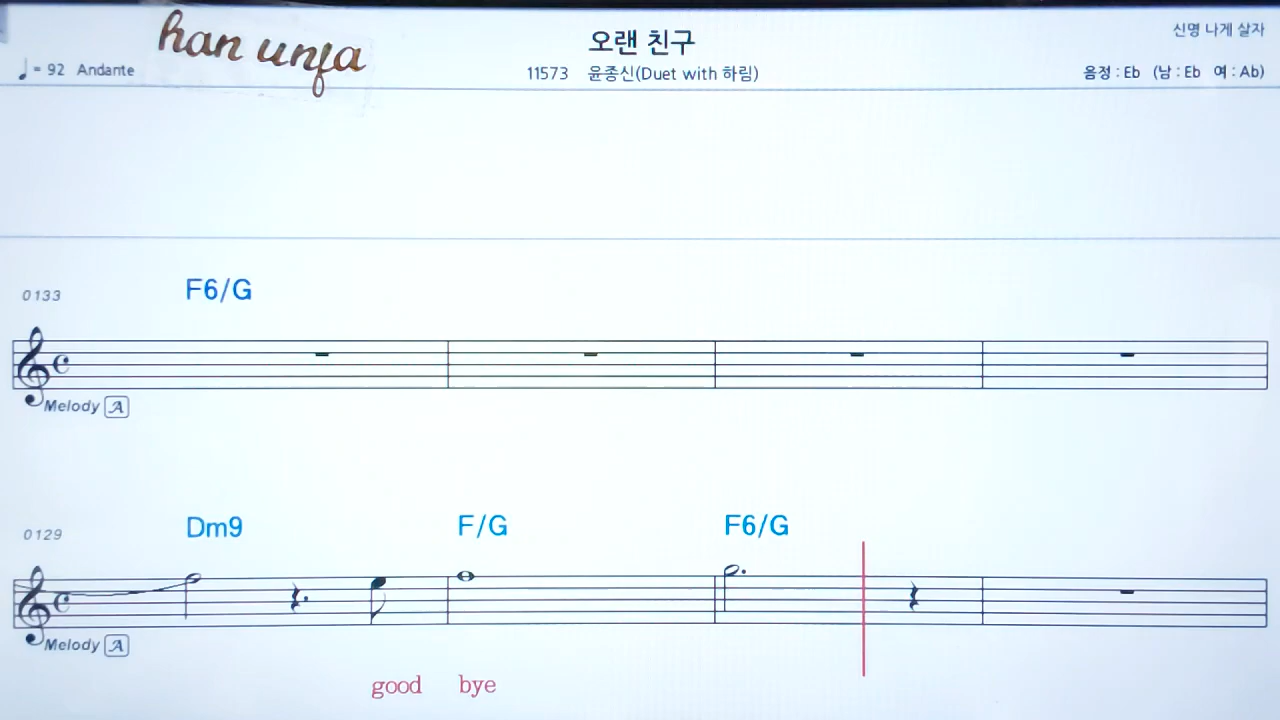 han unja
오랜 친구
신명 나게 살자
♩= 92 Andante
11573 윤종신(Duet with 하림)
음정 : Eb (남 : Eb 여 : Ab)
0133
F6/G
Melody A
0129
Dm9 F/G F6/G
Melody A
good bye